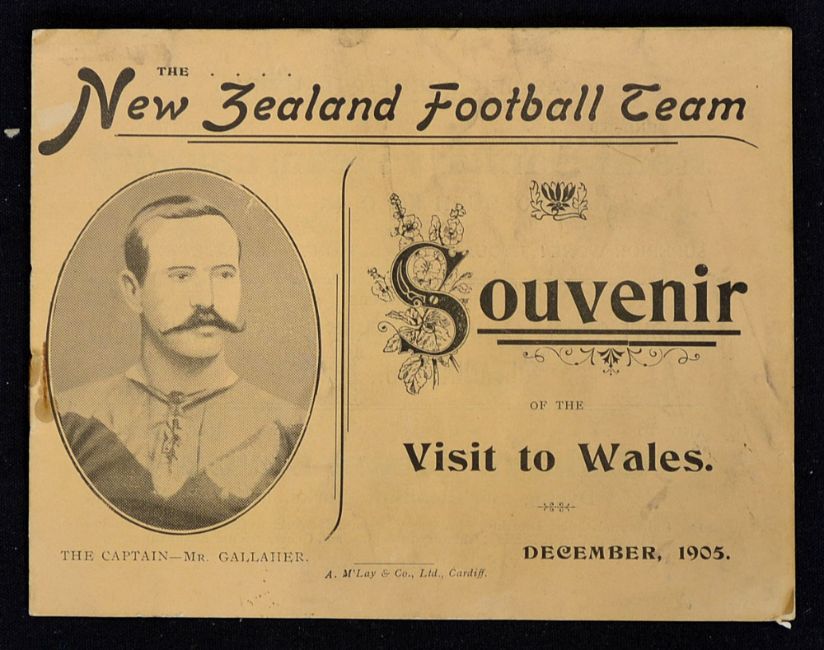 THE . . . . .
New Zealand Football Team
Souvenir
OF THE
Visit to Wales.
DECEMBER, 1905.
THE CAPTAIN—MR. GALLAHER.
A. M'Lay & Co., Ltd., Cardiff.